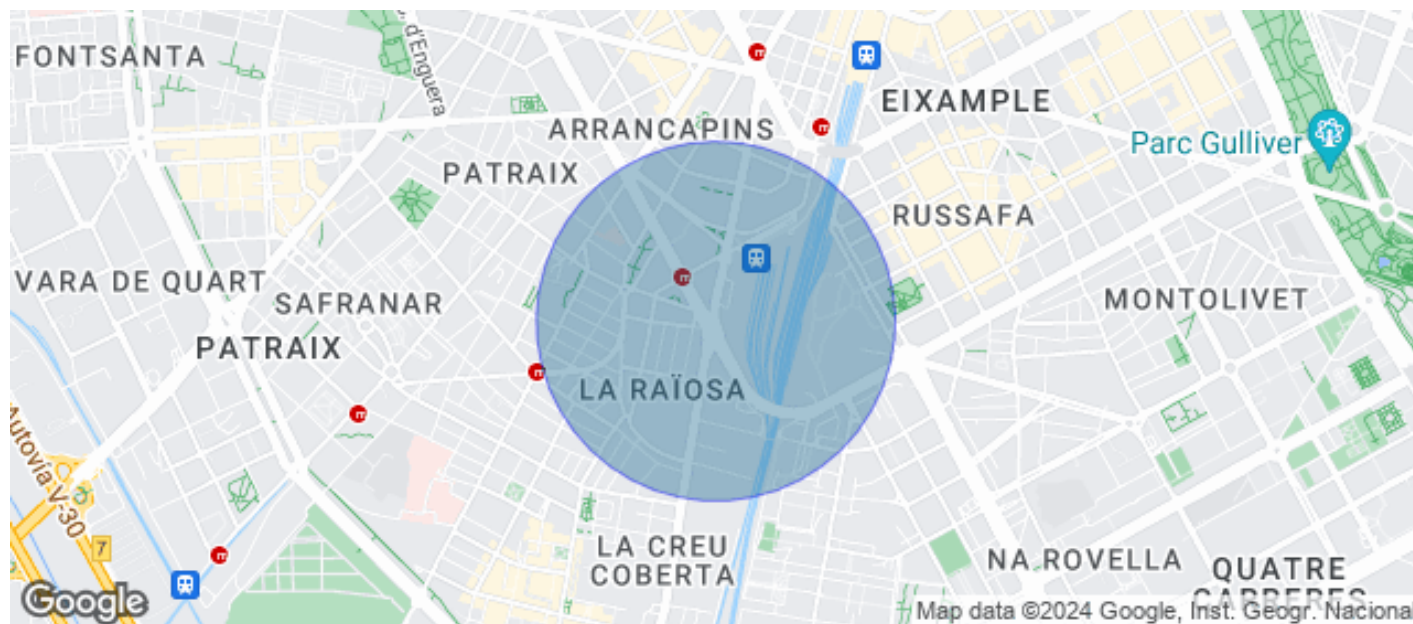 FONTSANTA
d'Enguera
EIXAMPLE
ARRANCAPINS
Parc Gulliver
PATRAIX
RUSSAFA
VARA DE QUART
SAFRANAR
MONTOLIVET
PATRAIX
LA RAÏOSA
Autovía V-30
7
LA CREU
COBERTA
NA ROVELLA
QUATRE
CARRERES
Google
Map data ©2024 Google, Inst. Geogr. Nacional